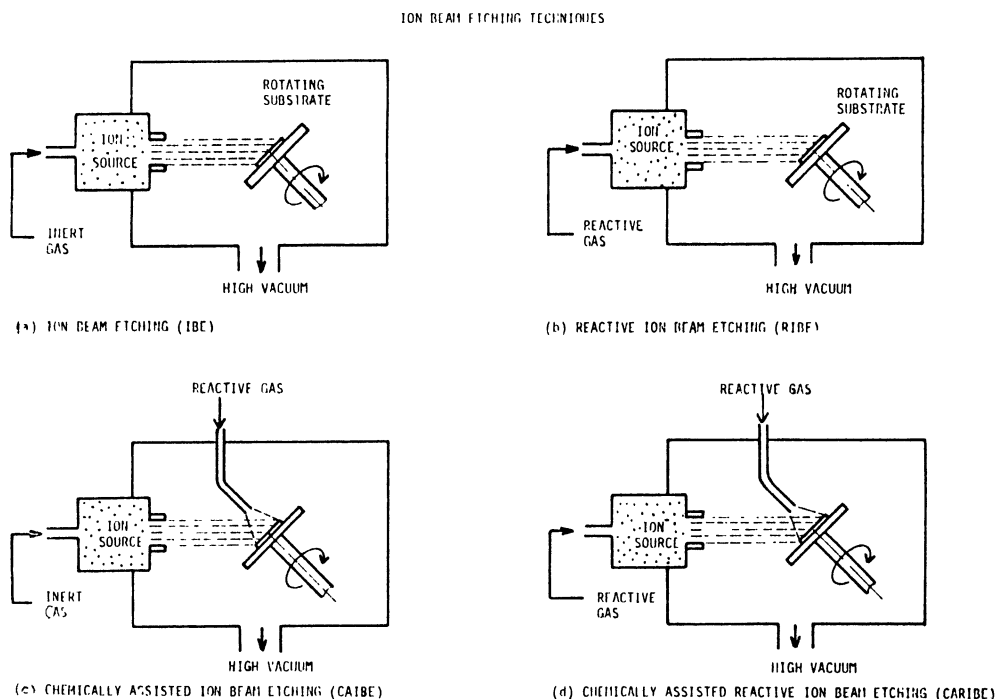 ION BEAM ETCHING TECHNIQUES
ROTATING
SUBSTRATE
ION
SOURCE
INERT
GAS
HIGH VACUUM
(a) ION BEAM ETCHING (IBE)
ROTATING
SUBSTRATE
ION
SOURCE
REACTIVE
GAS
HIGH VACUUM
(b) REACTIVE ION BEAM ETCHING (RIBE)
REACTIVE GAS
ION
SOURCE
INERT
GAS
HIGH VACUUM
(c) CHEMICALLY ASSISTED ION BEAM ETCHING (CAIBE)
REACTIVE GAS
ION
SOURCE
REACTIVE
GAS
HIGH VACUUM
(d) CHEMICALLY ASSISTED REACTIVE ION BEAM ETCHING (CARIBE)